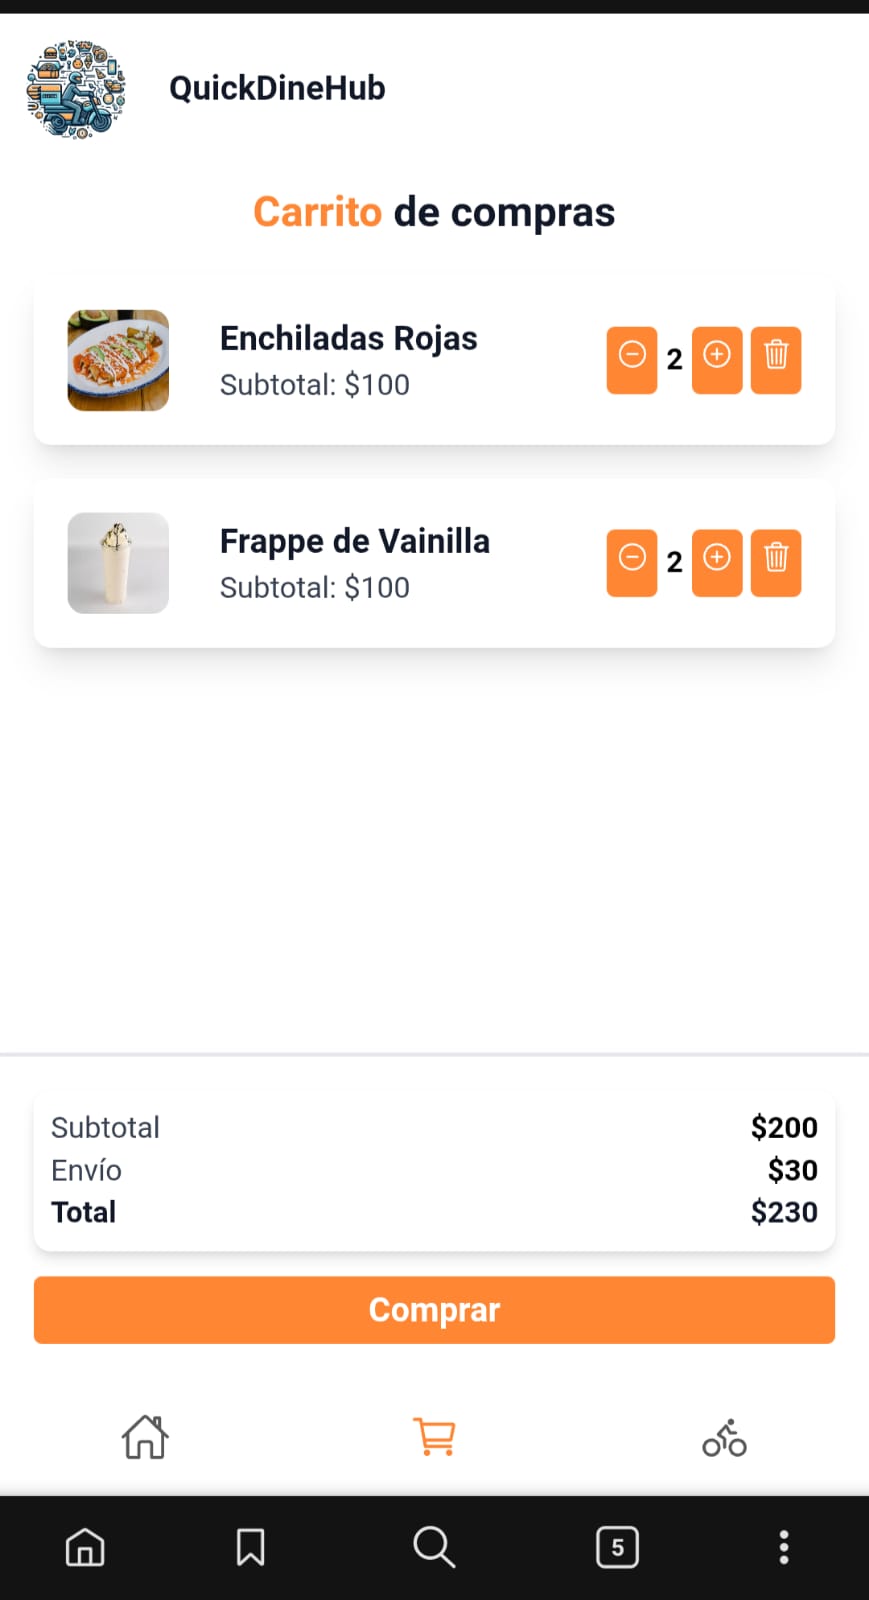 QuickDineHub
Carrito de compras
Enchiladas Rojas
Subtotal: $100
2
Frappe de Vainilla
Subtotal: $100
2
Subtotal $200
Envío $30
Total $230
Comprar
5